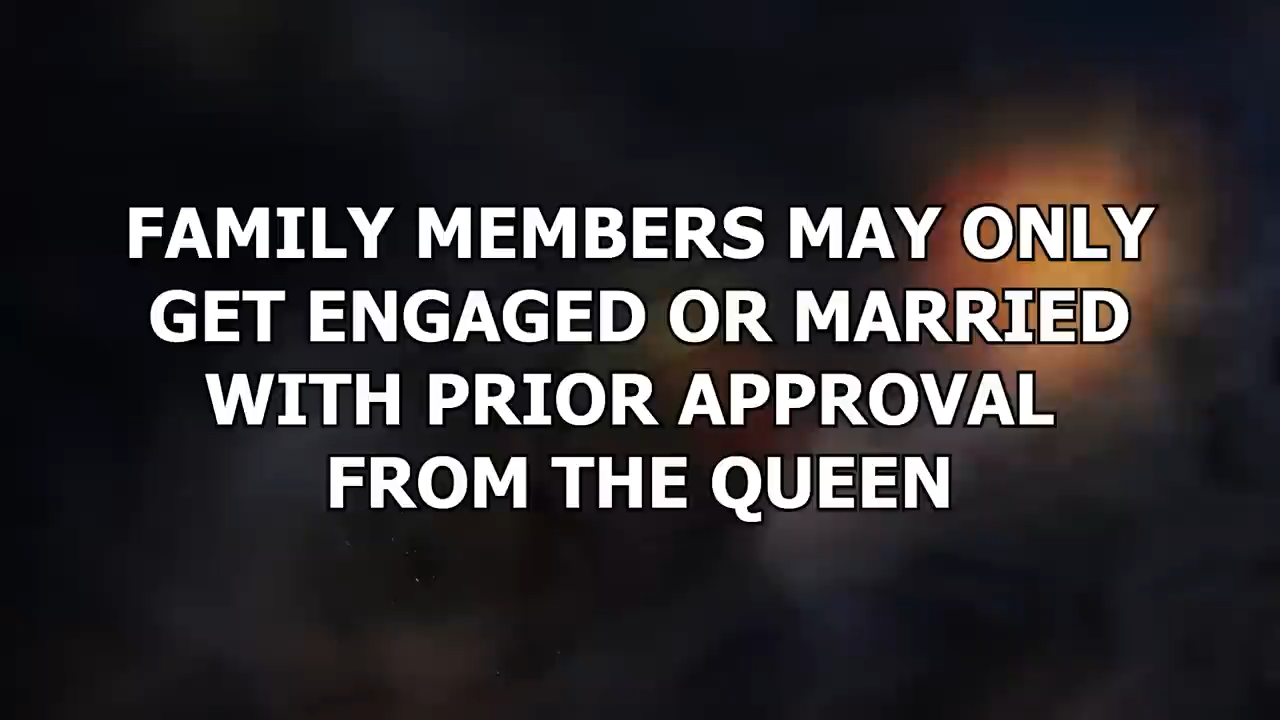 FAMILY MEMBERS MAY ONLY
GET ENGAGED OR MARRIED
WITH PRIOR APPROVAL
FROM THE QUEEN